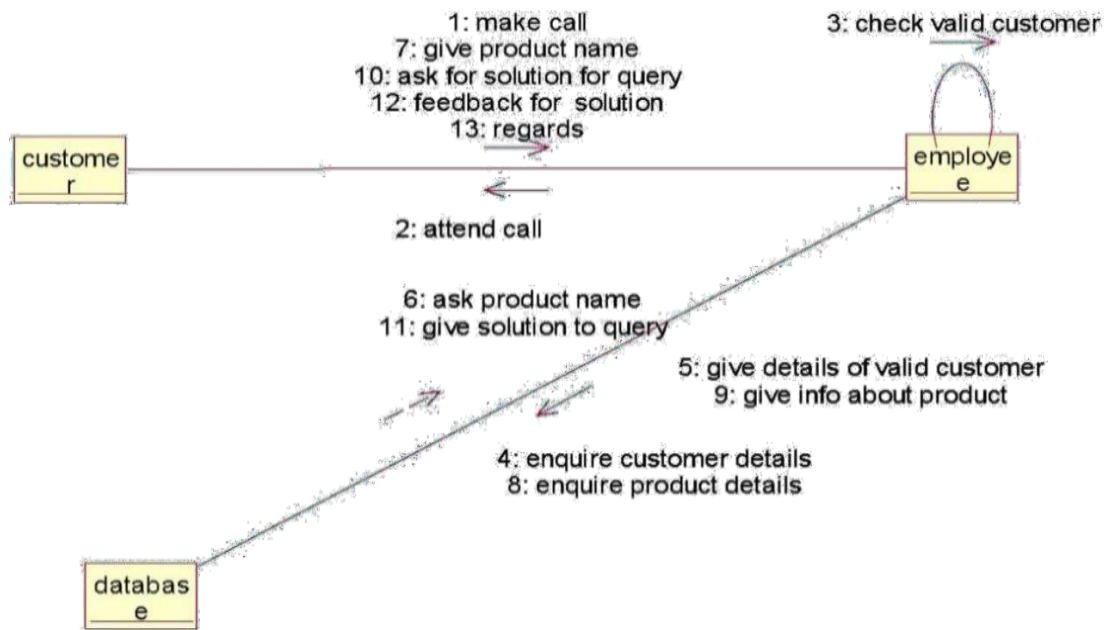 1: make call
7: give product name
10: ask for solution for query
12: feedback for solution
13: regards
3: check valid customer
custome
r
employe
e
2: attend call
6: ask product name
11: give solution to query
5: give details of valid customer
9: give info about product
4: enquire customer details
8: enquire product details
databas
e